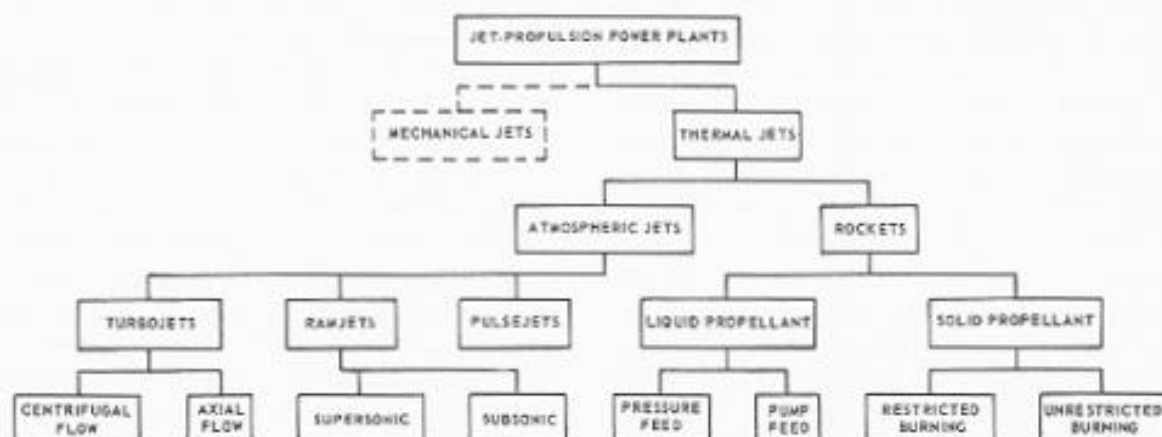 JET-PROPULSION POWER PLANTS
MECHANICAL JETS
THERMAL JETS
ATMOSPHERIC JETS
ROCKETS
TURBOJETS
RAMJETS
PULSEJETS
LIQUID PROPELLANT
SOLID PROPELLANT
CENTRIFUGAL
FLOW
AXIAL
FLOW
SUPERSONIC
SUBSONIC
PRESSURE
FEED
PUMP
FEED
RESTRICTED
BURNING
UNRESTRICTED
BURNING